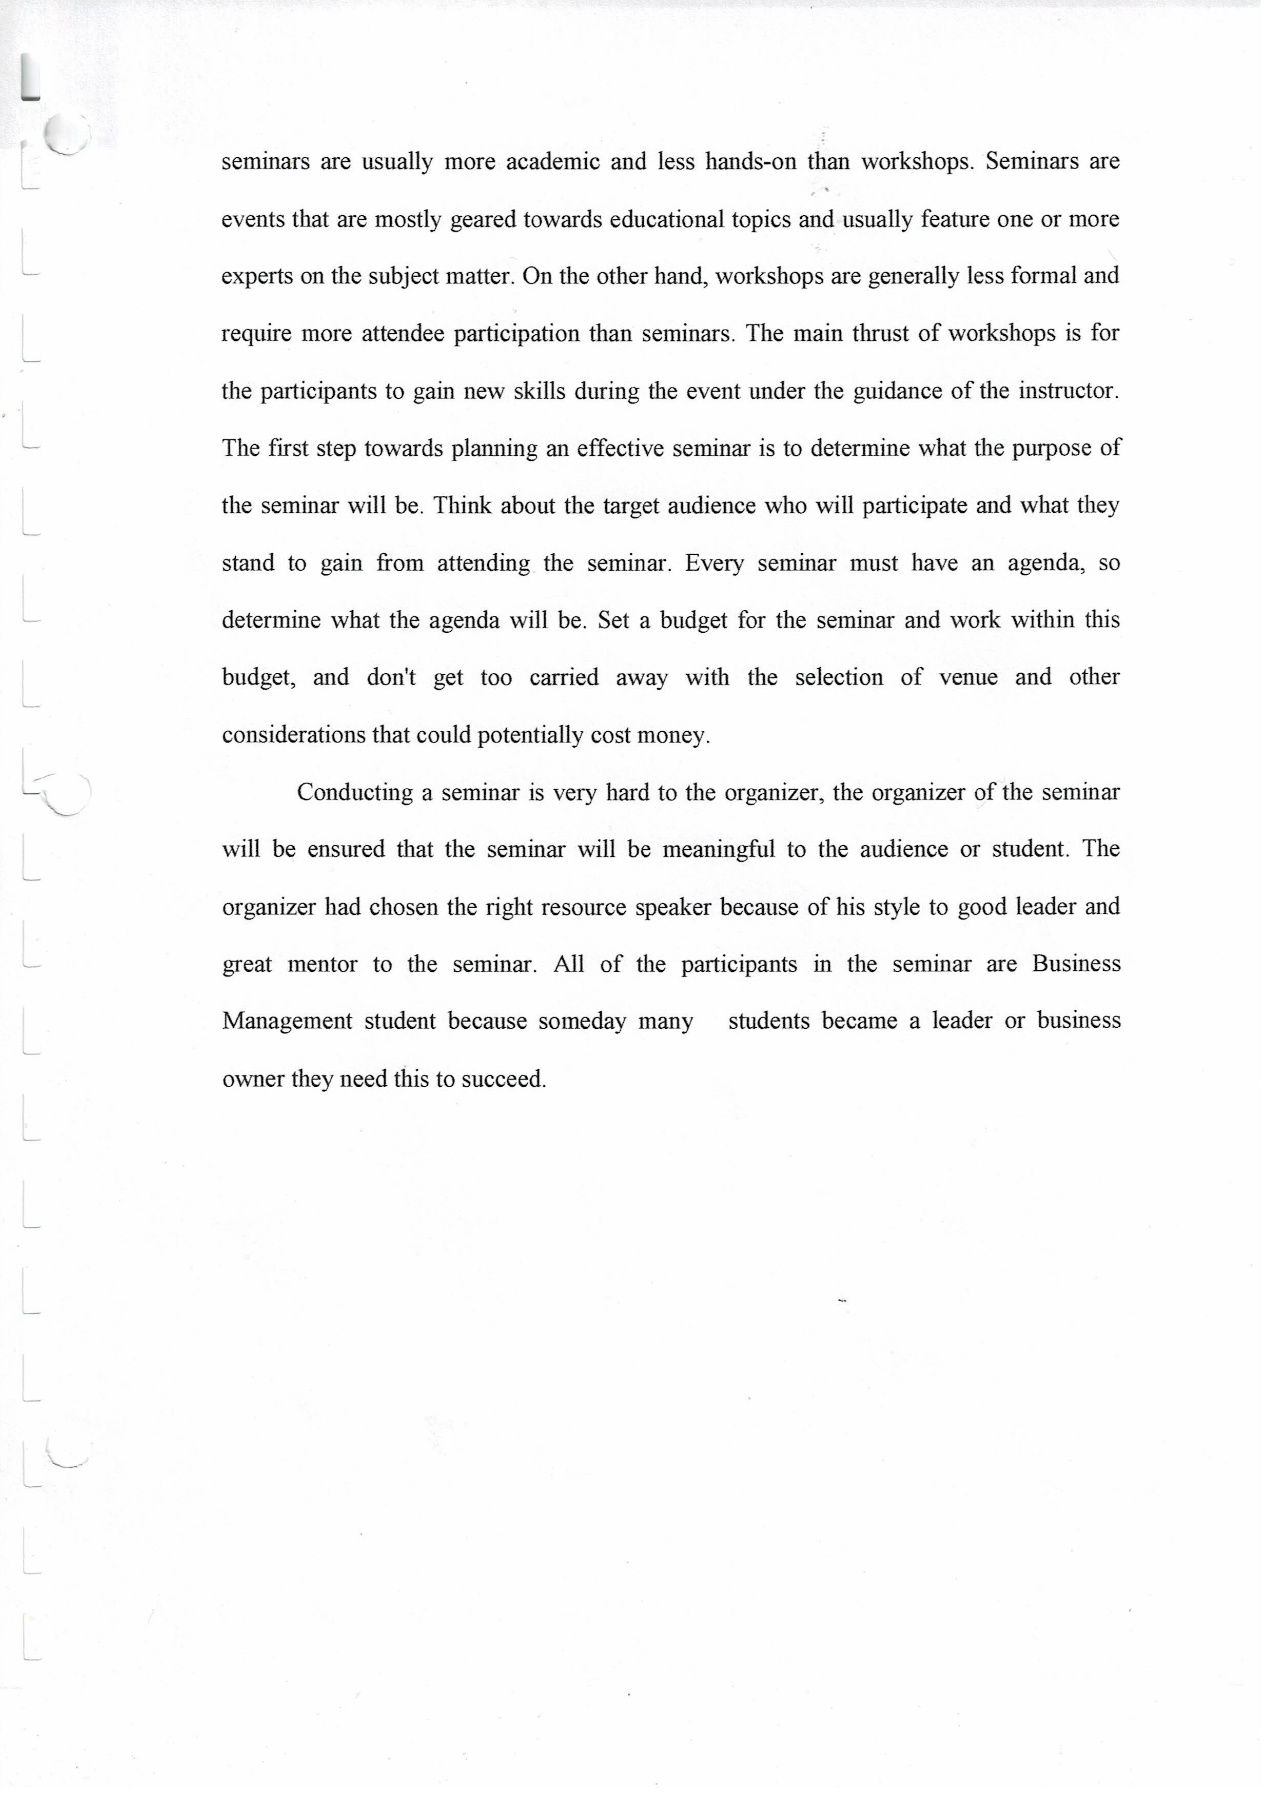 seminars are usually more academic and less hands-on than workshops. Seminars are
events that are mostly geared towards educational topics and usually feature one or more
experts on the subject matter. On the other hand, workshops are generally less formal and
require more attendee participation than seminars. The main thrust of workshops is for
the participants to gain new skills during the event under the guidance of the instructor.
The first step towards planning an effective seminar is to determine what the purpose of
the seminar will be. Think about the target audience who will participate and what they
stand to gain from attending the seminar. Every seminar must have an agenda, so
determine what the agenda will be. Set a budget for the seminar and work within this
budget, and don't get too carried away with the selection of venue and other
considerations that could potentially cost money.
Conducting a seminar is very hard to the organizer, the organizer of the seminar
will be ensured that the seminar will be meaningful to the audience or student. The
organizer had chosen the right resource speaker because of his style to good leader and
great mentor to the seminar. All of the participants in the seminar are Business
Management student because someday many students became a leader or business
owner they need this to succeed.